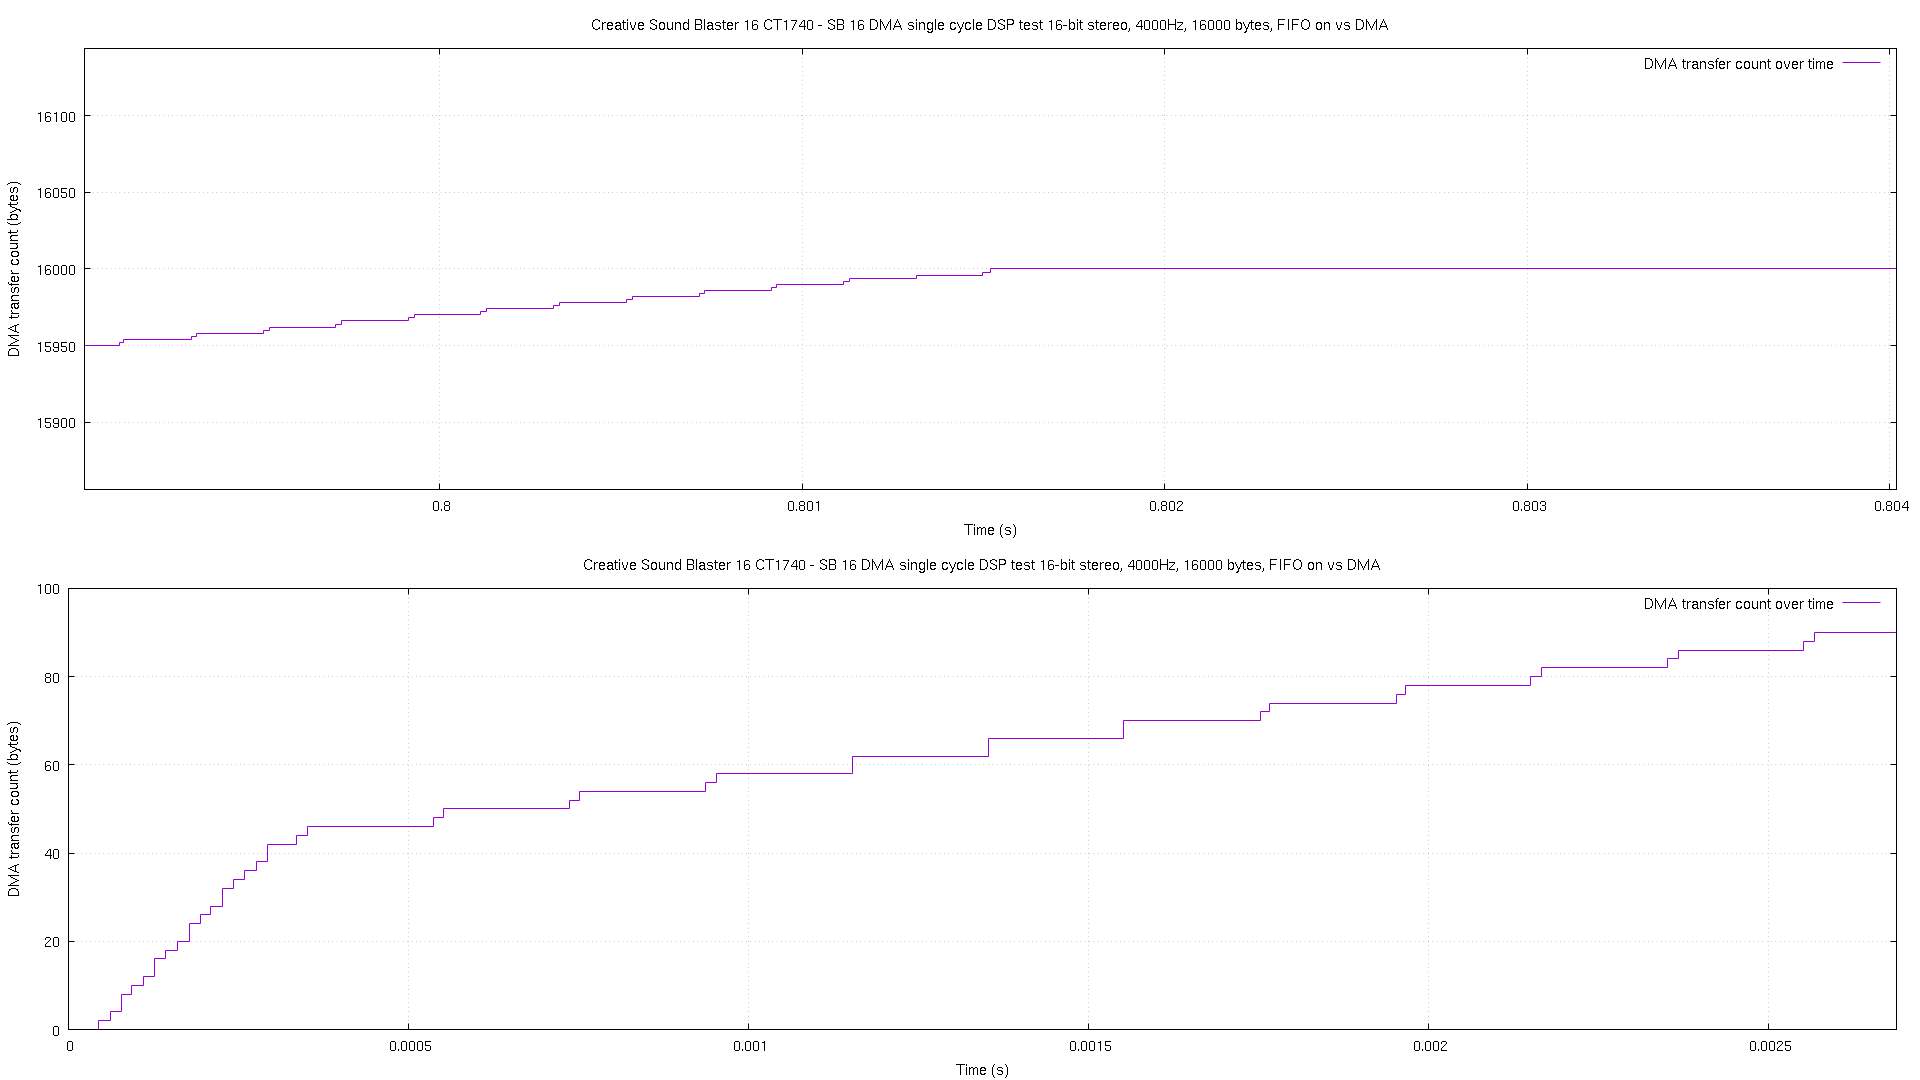 Creative Sound Blaster 16 CT1740 - SB 16 DMA single cycle DSP test 16-bit stereo, 4000Hz, 16000 bytes, FIFO on vs DMA
DMA transfer count over time
16100
16050
16000
15950
15900
DMA transfer count (bytes)
0.8 0.801 0.802 0.803 0.804
Time (s)
Creative Sound Blaster 16 CT1740 - SB 16 DMA single cycle DSP test 16-bit stereo, 4000Hz, 16000 bytes, FIFO on vs DMA
DMA transfer count over time
100
80
60
40
20
0
DMA transfer count (bytes)
0 0.0005 0.001 0.0015 0.002 0.0025
Time (s)